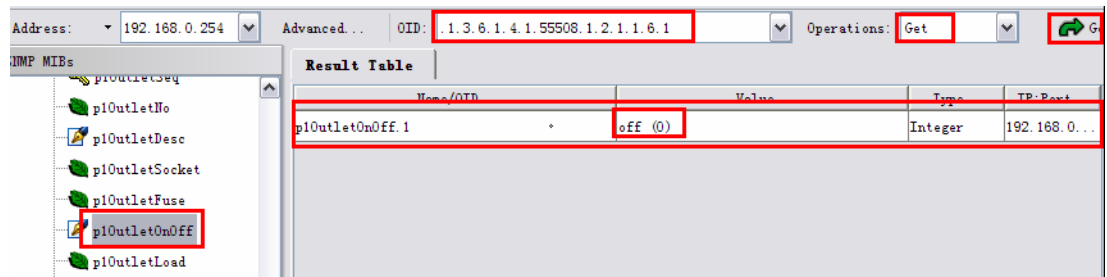 Address: 192.168.0.254 Advanced... OID: .1.3.6.1.4.1.55508.1.2.1.1.6.1 Operations: Get
SNMP MIBs
Result Table
p1OutletSeq
Name/OID Value Type IP:Port
p1OutletNo
p1OutletOnOff.1 off (0) Integer 192.168.0...
p1OutletDesc
p1OutletSocket
p1OutletFuse
p1OutletOnOff
p1OutletLoad